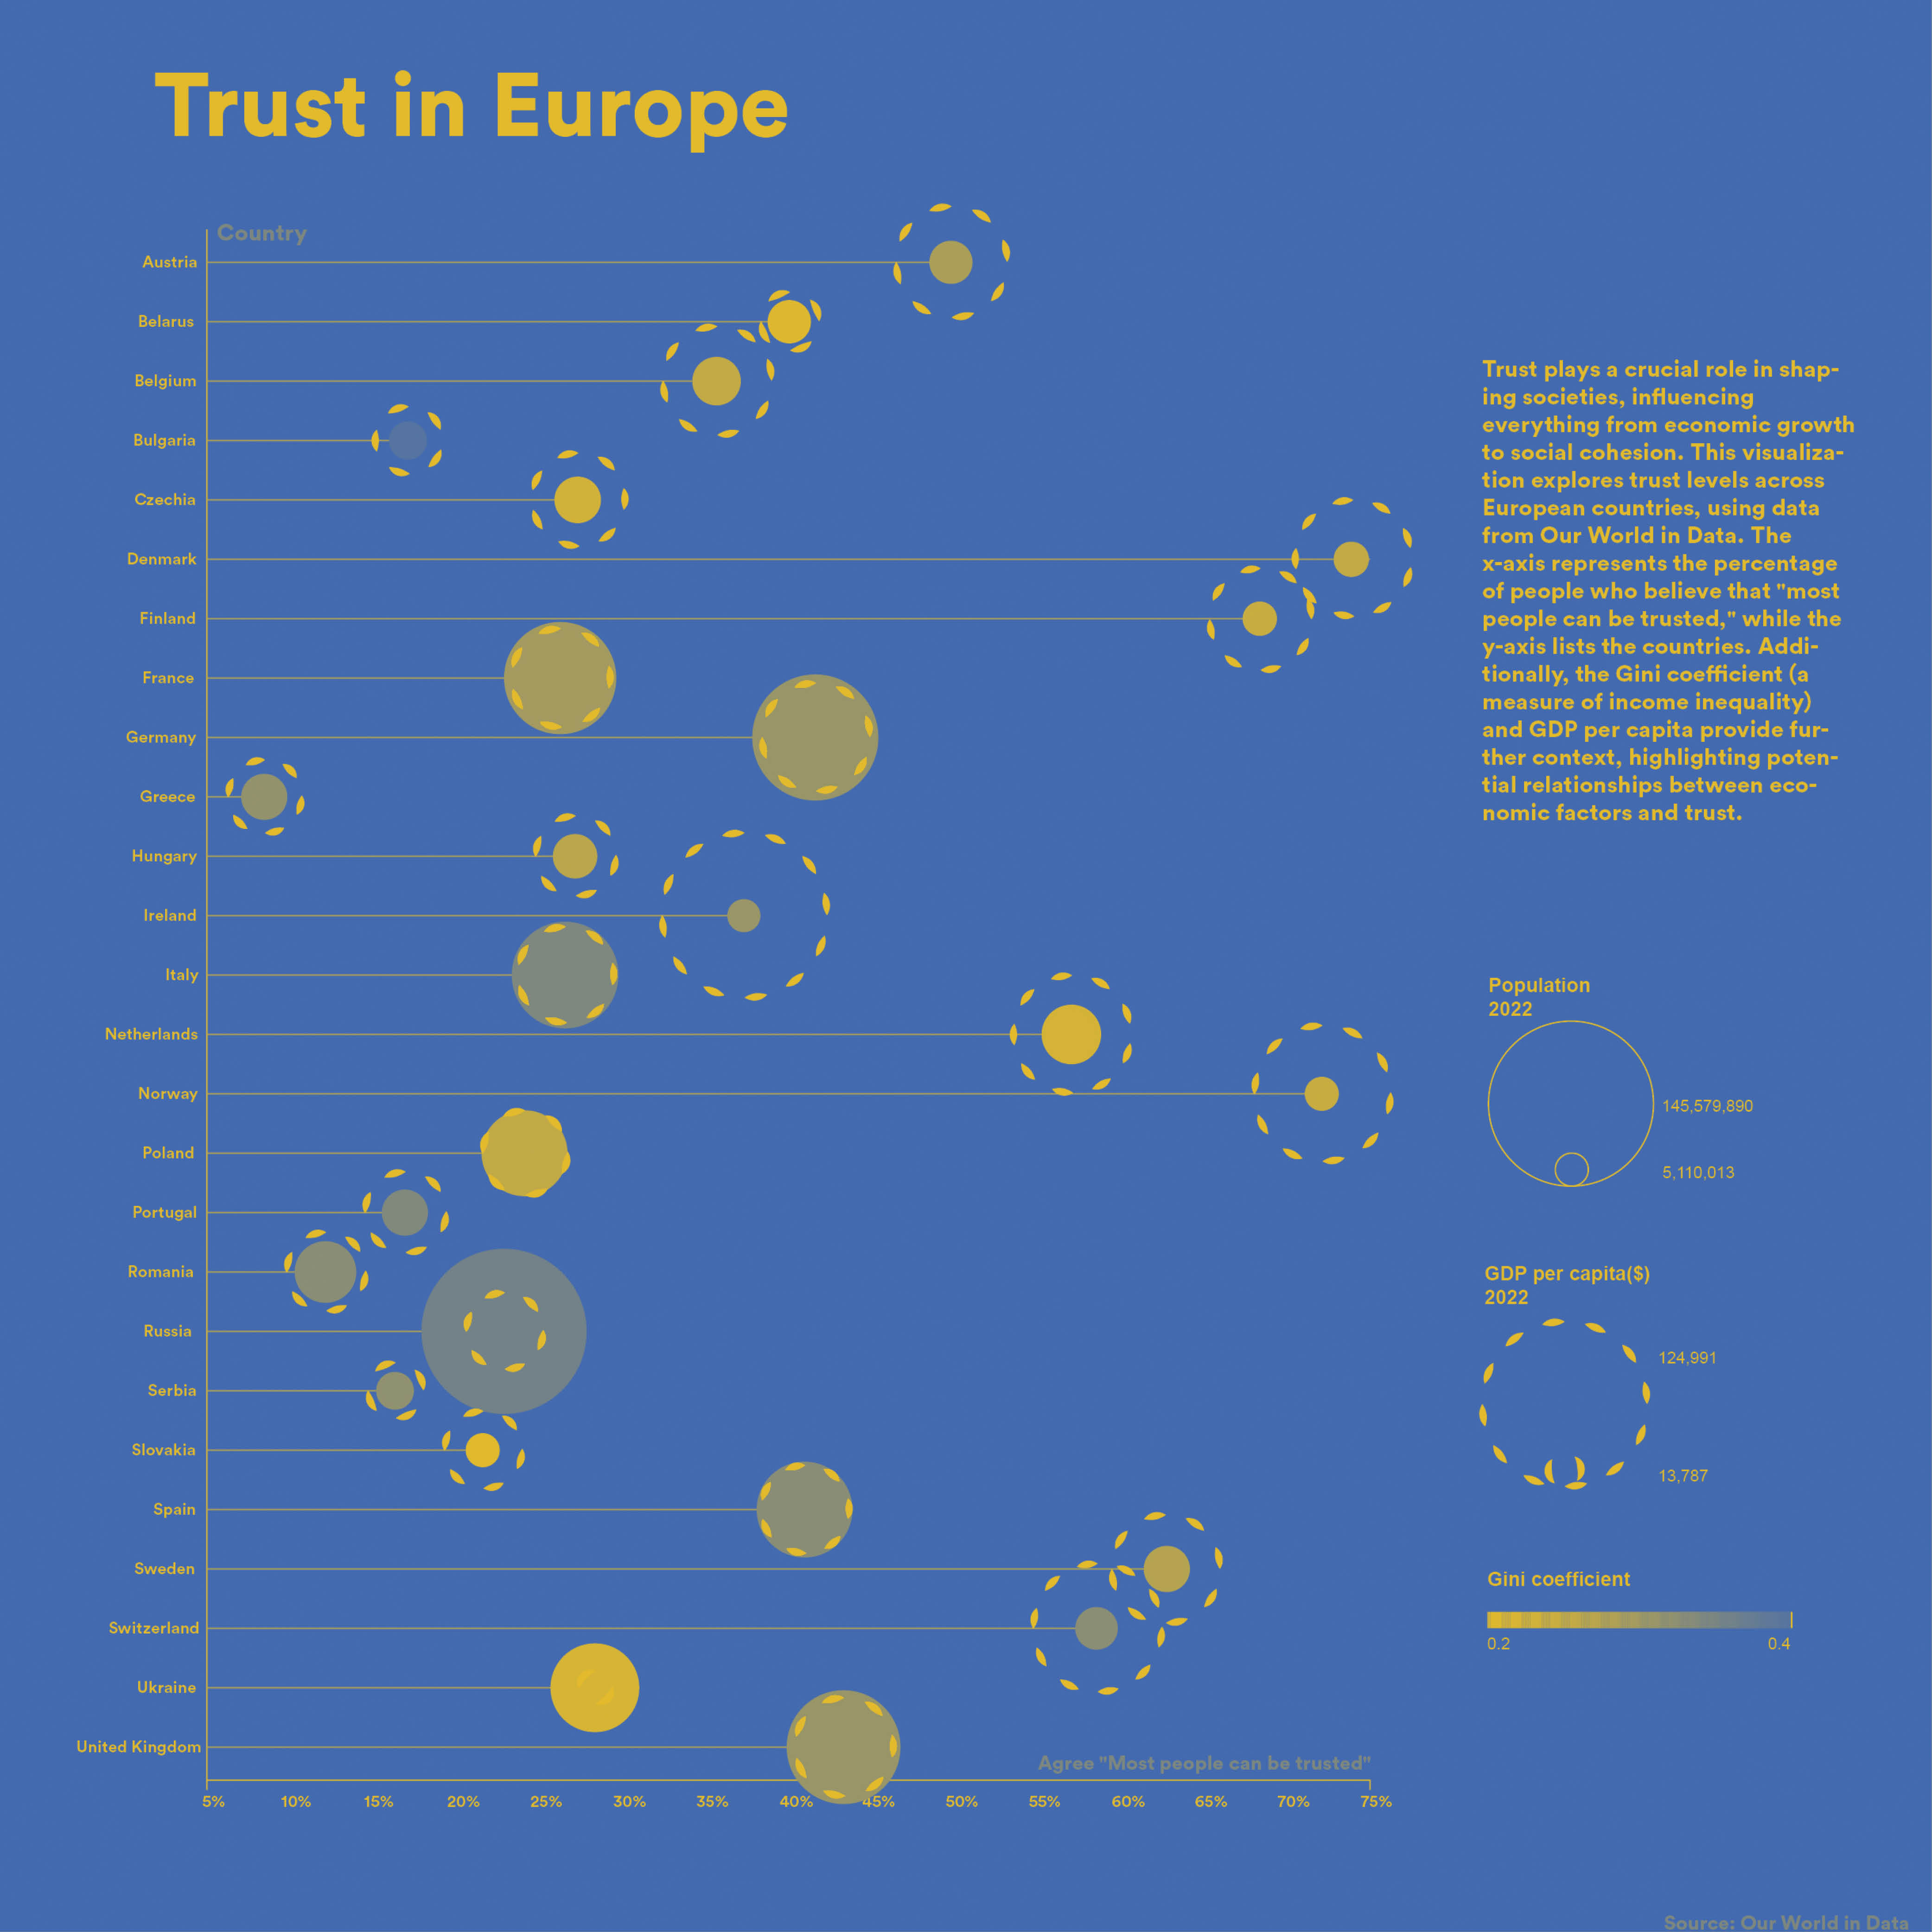 Trust in Europe
Country
Austria
Belarus
Belgium
Bulgaria
Czechia
Denmark
Finland
France
Germany
Greece
Hungary
Ireland
Italy
Netherlands
Norway
Poland
Portugal
Romania
Russia
Serbia
Slovakia
Spain
Sweden
Switzerland
Ukraine
United Kingdom
Agree "Most people can be trusted"
5% 10% 15% 20% 25% 30% 35% 40% 45% 50% 55% 60% 65% 70% 75%
Trust plays a crucial role in shap-
ing societies, influencing
everything from economic growth
to social cohesion. This visualiza-
tion explores trust levels across
European countries, using data
from Our World in Data. The
x-axis represents the percentage
of people who believe that "most
people can be trusted," while the
y-axis lists the countries. Addi-
tionally, the Gini coefficient (a
measure of income inequality)
and GDP per capita provide fur-
ther context, highlighting poten-
tial relationships between eco-
nomic factors and trust.
Population
2022
145,579,890
5,110,013
GDP per capita($)
2022
124,991
13,787
Gini coefficient
0.2 0.4
Source: Our World in Data